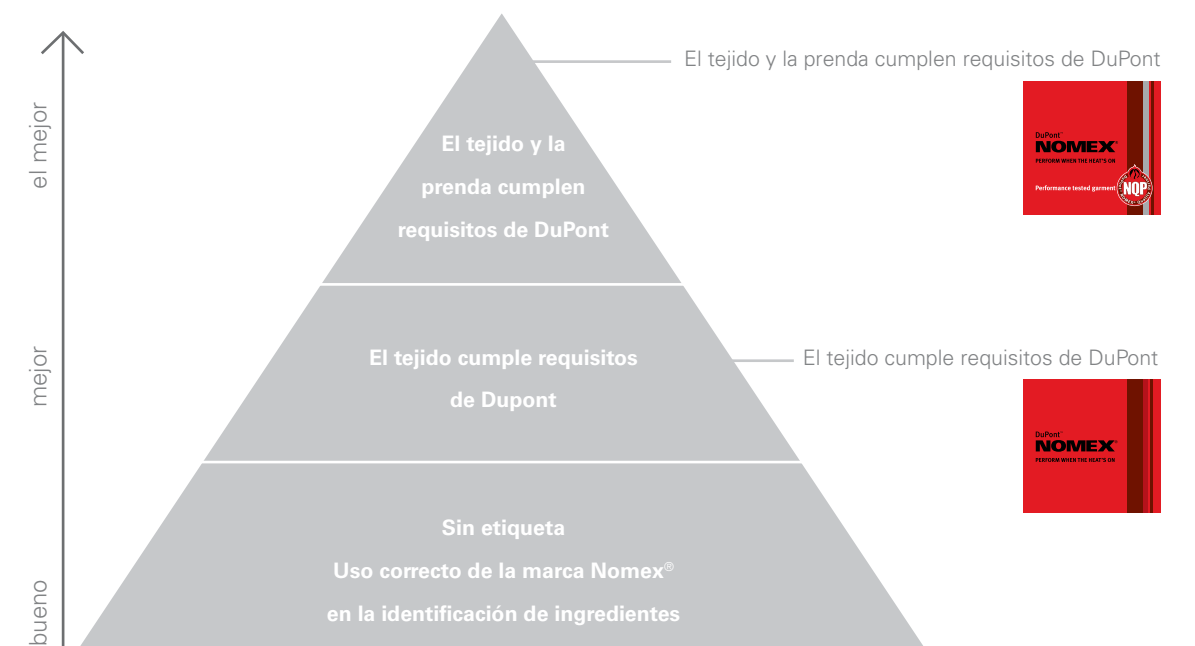 El tejido y la prenda cumplen requisitos de DuPont
el mejor
El tejido y la
prenda cumplen
requisitos de DuPont
DuPont™
NOMEX®
PERFORM WHEN THE HEAT'S ON
Performance tested garment
NQP
mejor
El tejido cumple requisitos
de Dupont
El tejido cumple requisitos de DuPont
DuPont™
NOMEX®
PERFORM WHEN THE HEAT'S ON
bueno
Sin etiqueta
Uso correcto de la marca Nomex®
en la identificación de ingredientes